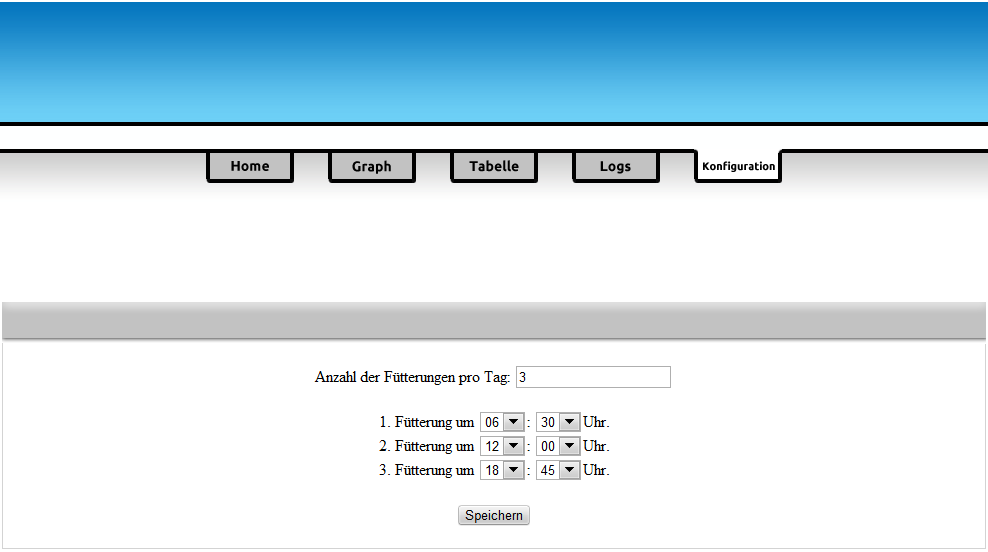 Home Graph Tabelle Logs Konfiguration
Anzahl der Fütterungen pro Tag: 3
1. Fütterung um 06 : 30 Uhr.
2. Fütterung um 12 : 00 Uhr.
3. Fütterung um 18 : 45 Uhr.
Speichern